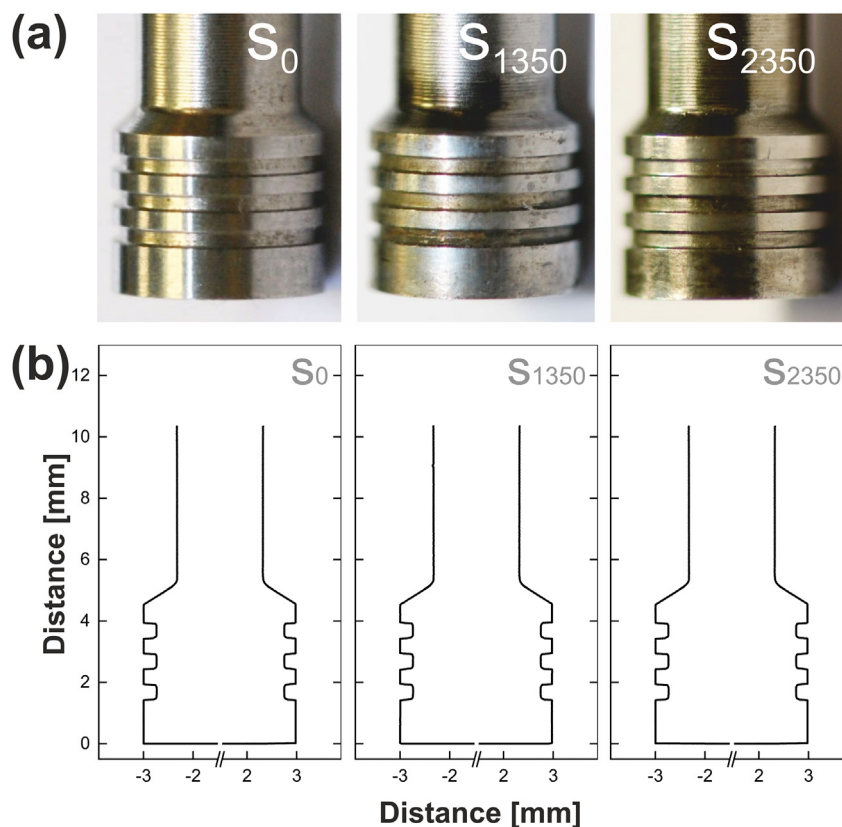 (a)
S0
S1350
S2350
(b)
S0
S1350
S2350
12
10
8
6
4
2
0
Distance [mm]
-3 -2 2 3
-3 -2 2 3
-3 -2 2 3
Distance [mm]